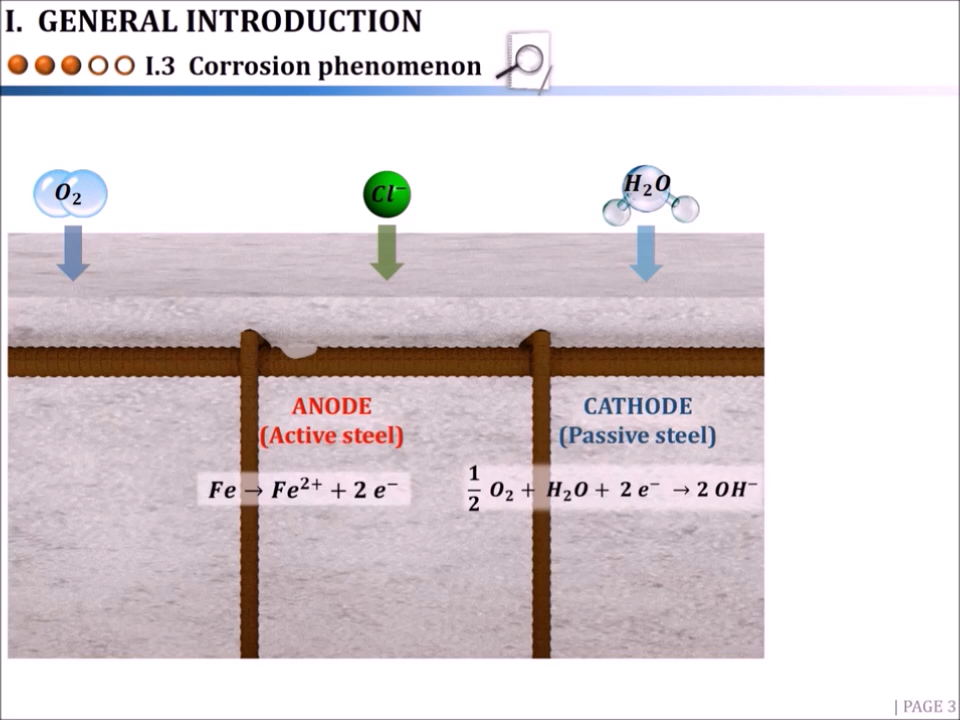 I. GENERAL INTRODUCTION
I.3 Corrosion phenomenon
O₂
Cl⁻
H₂O
ANODE
(Active steel)
CATHODE
(Passive steel)
Fe → Fe²⁺ + 2 e⁻
1/2 O₂ + H₂O + 2 e⁻ → 2 OH⁻
| PAGE 3